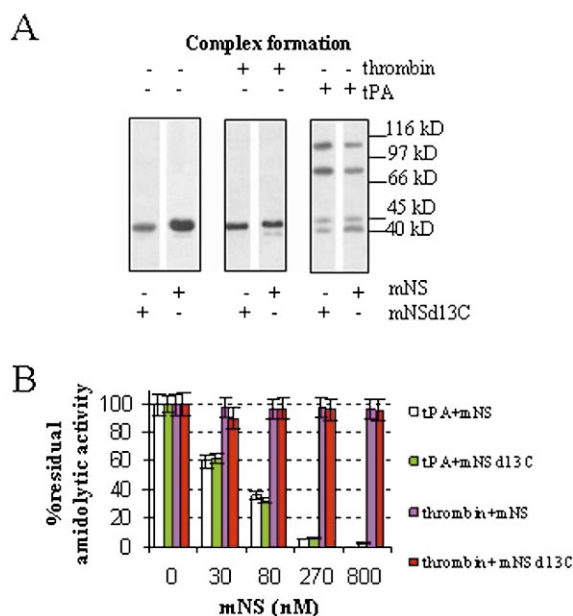 A
Complex formation
- - + + thrombin
- - + + tPA
116 kD
97 kD
66 kD
45 kD
40 kD
- + - + - + mNS
+ - + - + - mNSd13C
B
%residual
amidolytic activity
100
80
60
40
20
0
0 30 80 270 800
mNS (nM)
tPA+mNS
tPA+mNS d13C
thrombin+mNS
thrombin+mNS d13C